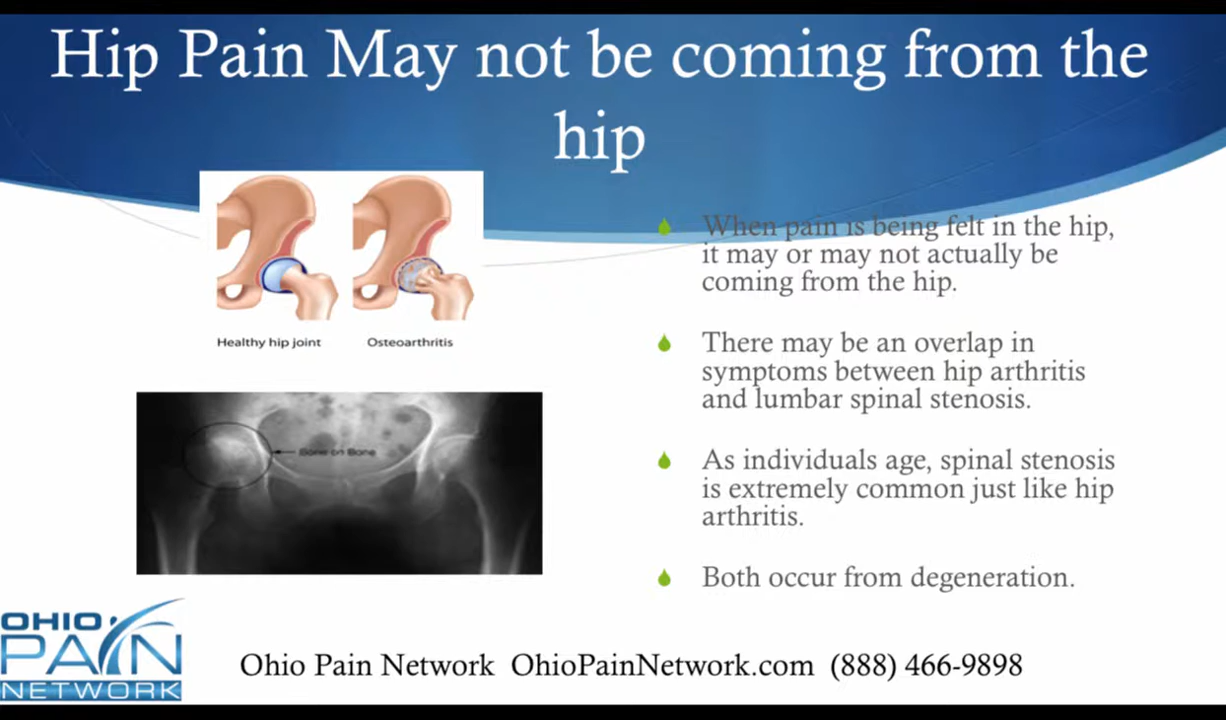 Hip Pain May not be coming from the
hip
Healthy hip joint
Osteoarthritis
Bone on Bone
When pain is being felt in the hip,
it may or may not actually be
coming from the hip.
There may be an overlap in
symptoms between hip arthritis
and lumbar spinal stenosis.
As individuals age, spinal stenosis
is extremely common just like hip
arthritis.
Both occur from degeneration.
OHIO
PAIN
NETWORK
Ohio Pain Network OhioPainNetwork.com (888) 466-9898